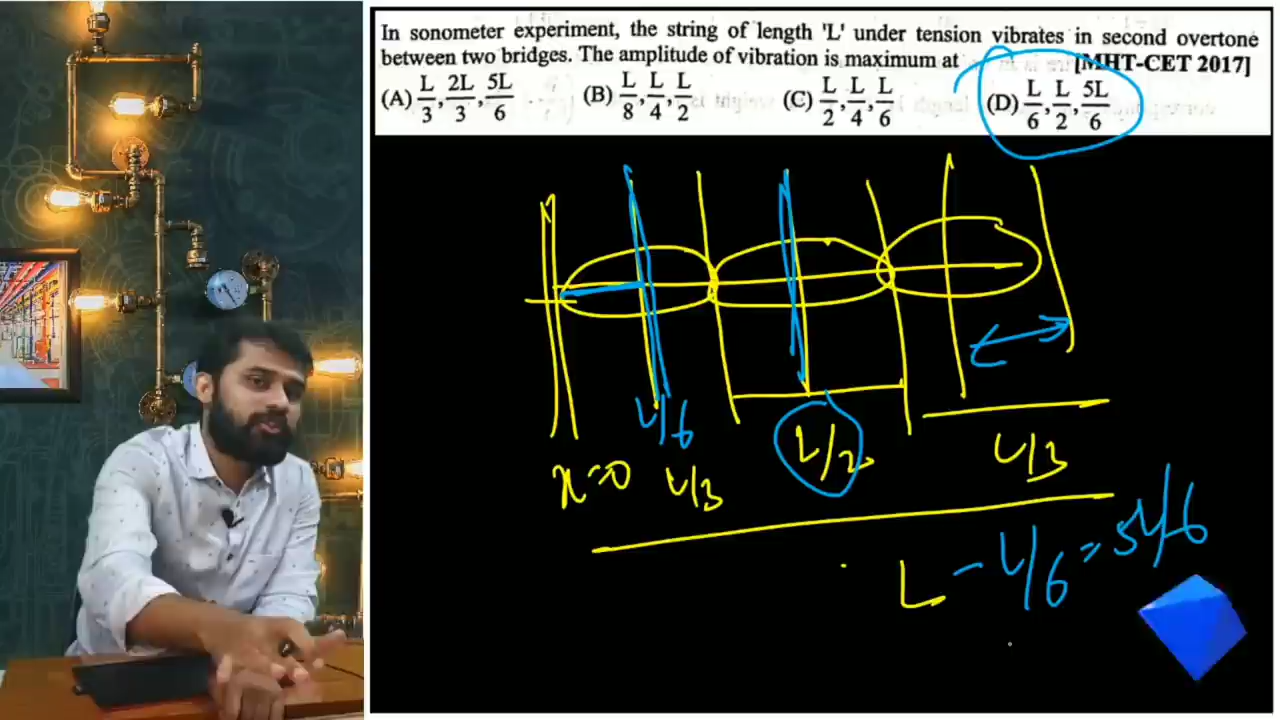 In sonometer experiment, the string of length 'L' under tension vibrates in second overtone
between two bridges. The amplitude of vibration is maximum at [MHT-CET 2017]
(A) L/3, 2L/3, 5L/6 (B) L/8, L/4, L/2 (C) L/2, L/4, L/6 (D) L/6, L/2, 5L/6
L/6
x=0 L/3 L/2 L/3
L - L/6 = 5L/6